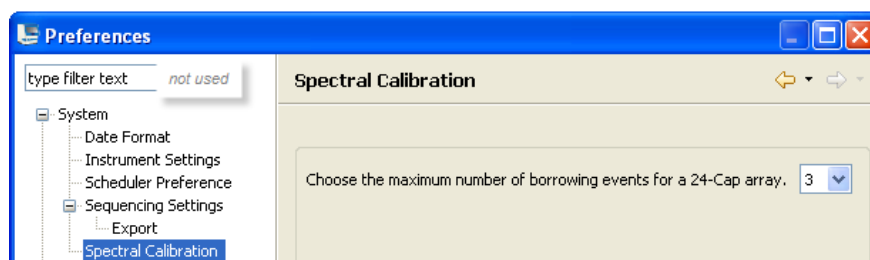 Preferences
type filter text not used
System
Date Format
Instrument Settings
Scheduler Preference
Sequencing Settings
Export
Spectral Calibration
Spectral Calibration
Choose the maximum number of borrowing events for a 24-Cap array. 3